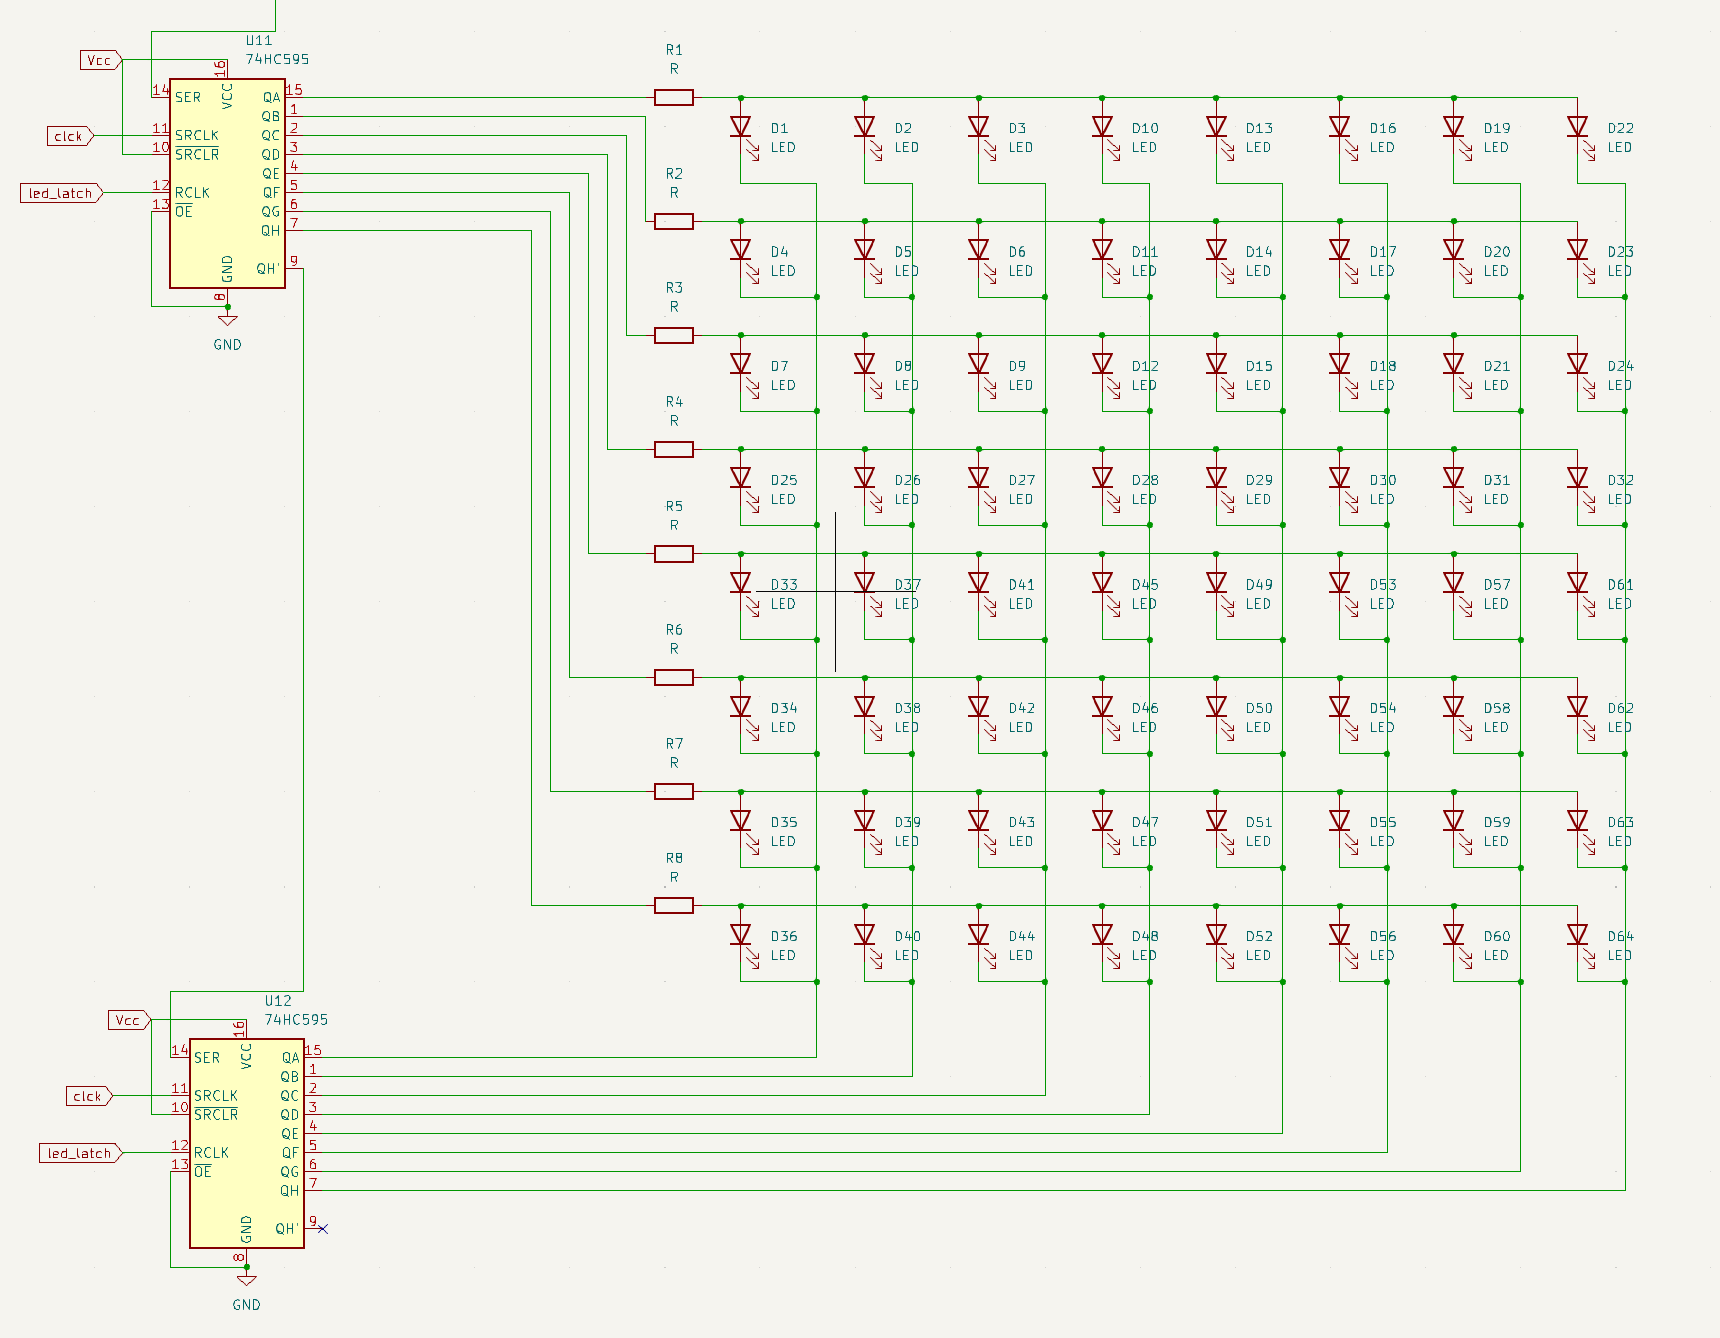 U11
74HC595
Vcc
16
VCC
14
SER
QA
15
QB
1
clck
11
SRCLK
QC
2
10
SRCLR
QD
3
QE
4
led_latch
12
RCLK
QF
5
13
OE
QG
6
QH
7
GND
QH'
9
8
GND
R1
R
D1
LED
D2
LED
D3
LED
D10
LED
D13
LED
D16
LED
D19
LED
D22
LED
R2
R
D4
LED
D5
LED
D6
LED
D11
LED
D14
LED
D17
LED
D20
LED
D23
LED
R3
R
D7
LED
D8
LED
D9
LED
D12
LED
D15
LED
D18
LED
D21
LED
D24
LED
R4
R
D25
LED
D26
LED
D27
LED
D28
LED
D29
LED
D30
LED
D31
LED
D32
LED
R5
R
D33
LED
D37
LED
D41
LED
D45
LED
D49
LED
D53
LED
D57
LED
D61
LED
R6
R
D34
LED
D38
LED
D42
LED
D46
LED
D50
LED
D54
LED
D58
LED
D62
LED
R7
R
D35
LED
D39
LED
D43
LED
D47
LED
D51
LED
D55
LED
D59
LED
D63
LED
R8
R
D36
LED
D40
LED
D44
LED
D48
LED
D52
LED
D56
LED
D60
LED
D64
LED
U12
74HC595
Vcc
16
VCC
14
SER
QA
15
QB
1
clck
11
SRCLK
QC
2
10
SRCLR
QD
3
QE
4
led_latch
12
RCLK
QF
5
13
OE
QG
6
QH
7
GND
QH'
9
8
GND